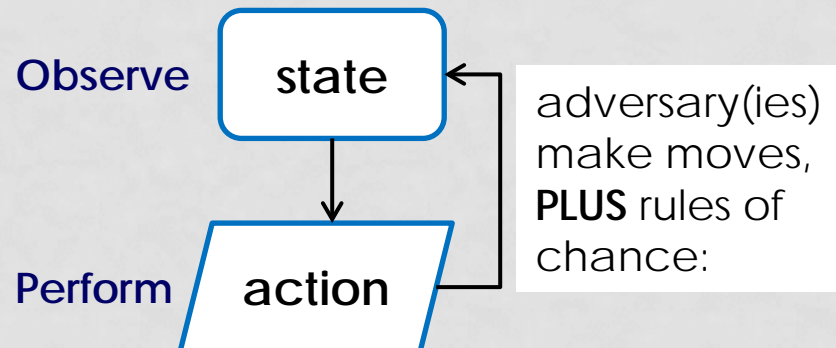 Observe
state
adversary(ies)
make moves,
PLUS rules of
chance:
Perform
action